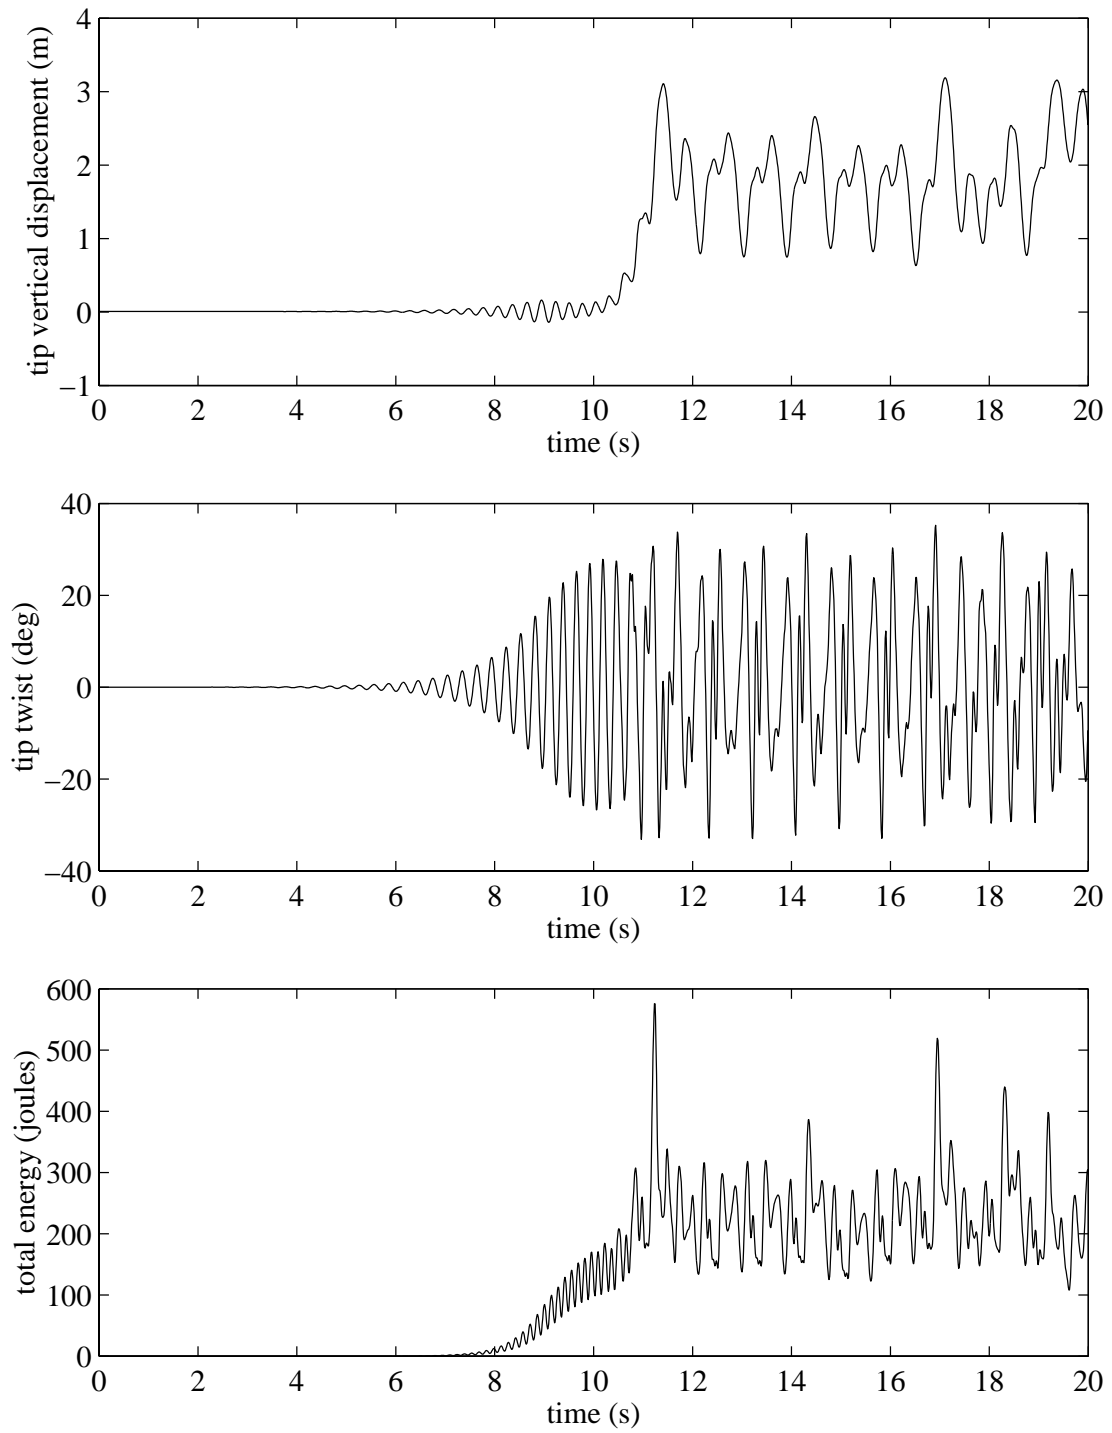 4
3
2
1
0
−1
tip vertical displacement (m)
0 2 4 6 8 10 12 14 16 18 20
time (s)
40
20
0
−20
−40
tip twist (deg)
0 2 4 6 8 10 12 14 16 18 20
time (s)
600
500
400
300
200
100
0
total energy (joules)
0 2 4 6 8 10 12 14 16 18 20
time (s)